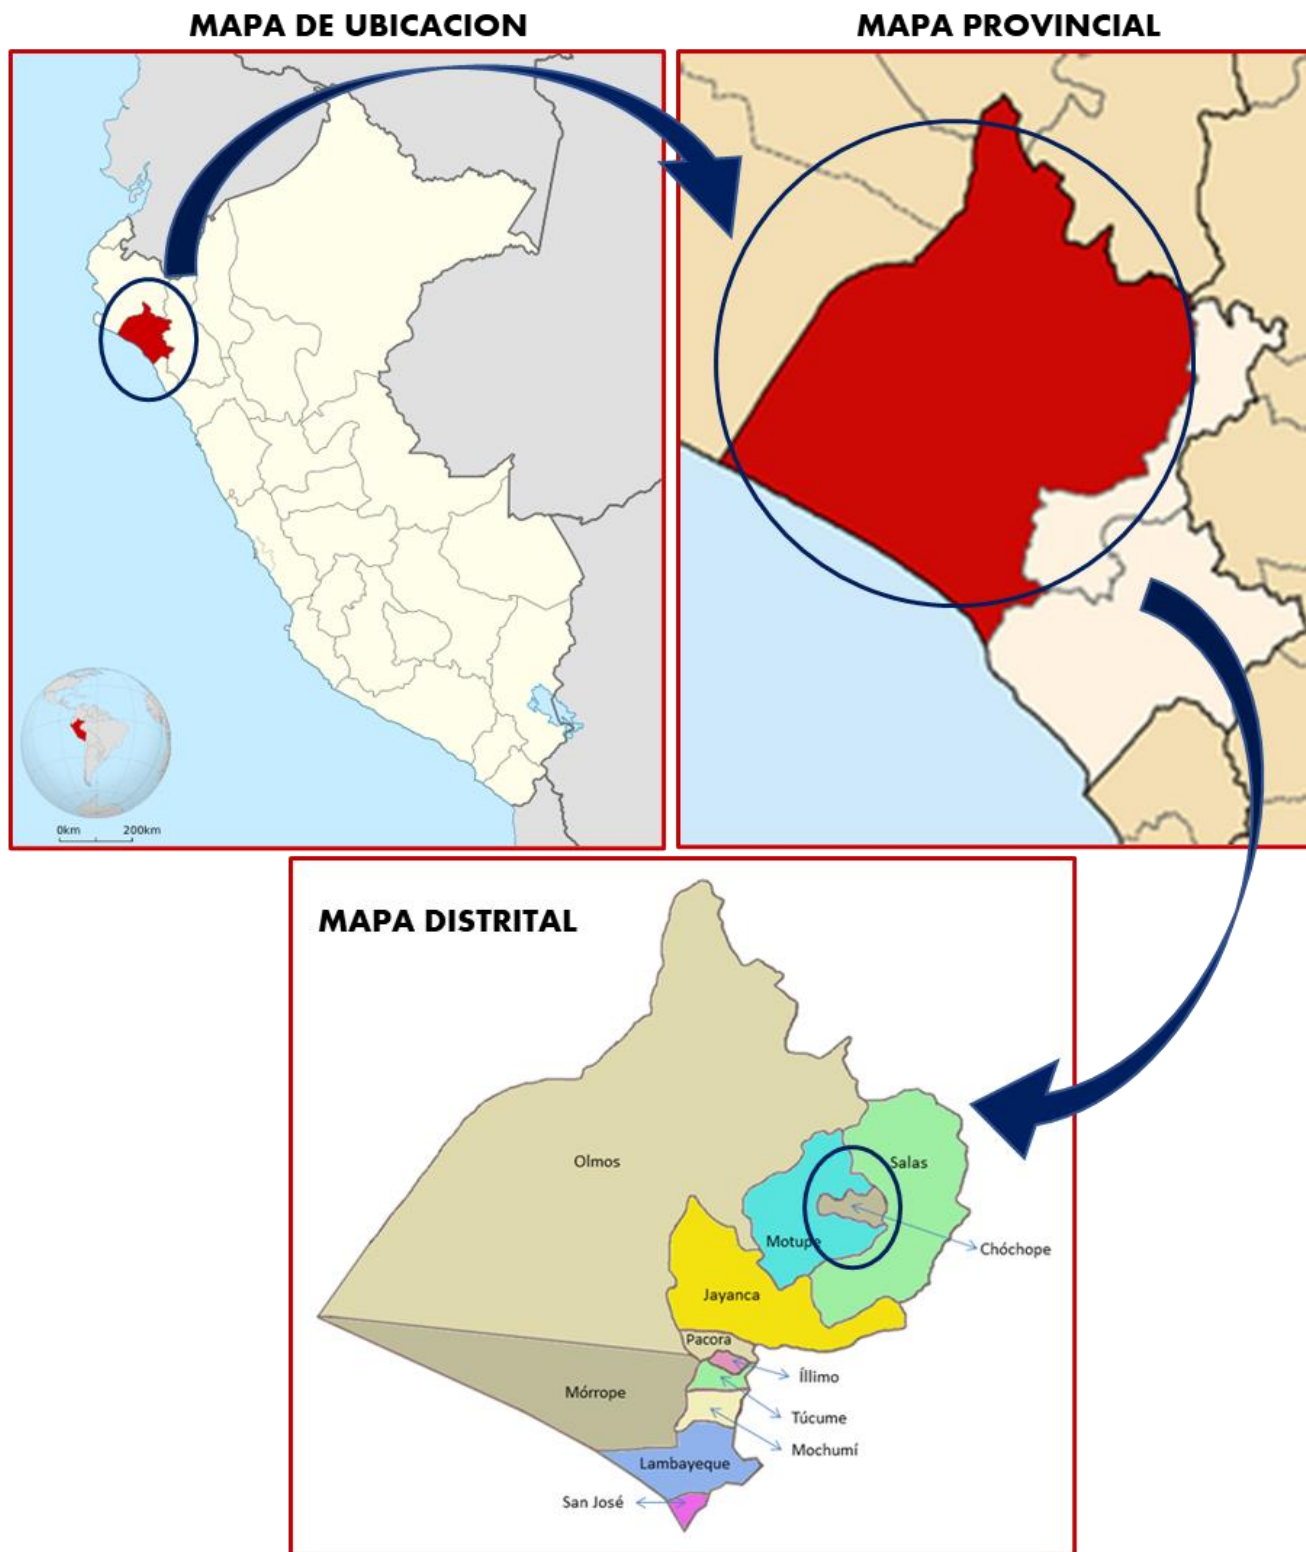 MAPA DE UBICACION
MAPA PROVINCIAL
0km 200km
MAPA DISTRITAL
Olmos
Salas
Motupe
Chóchope
Jayanca
Pacora
Íllimo
Mórrope
Túcume
Mochumí
Lambayeque
San José